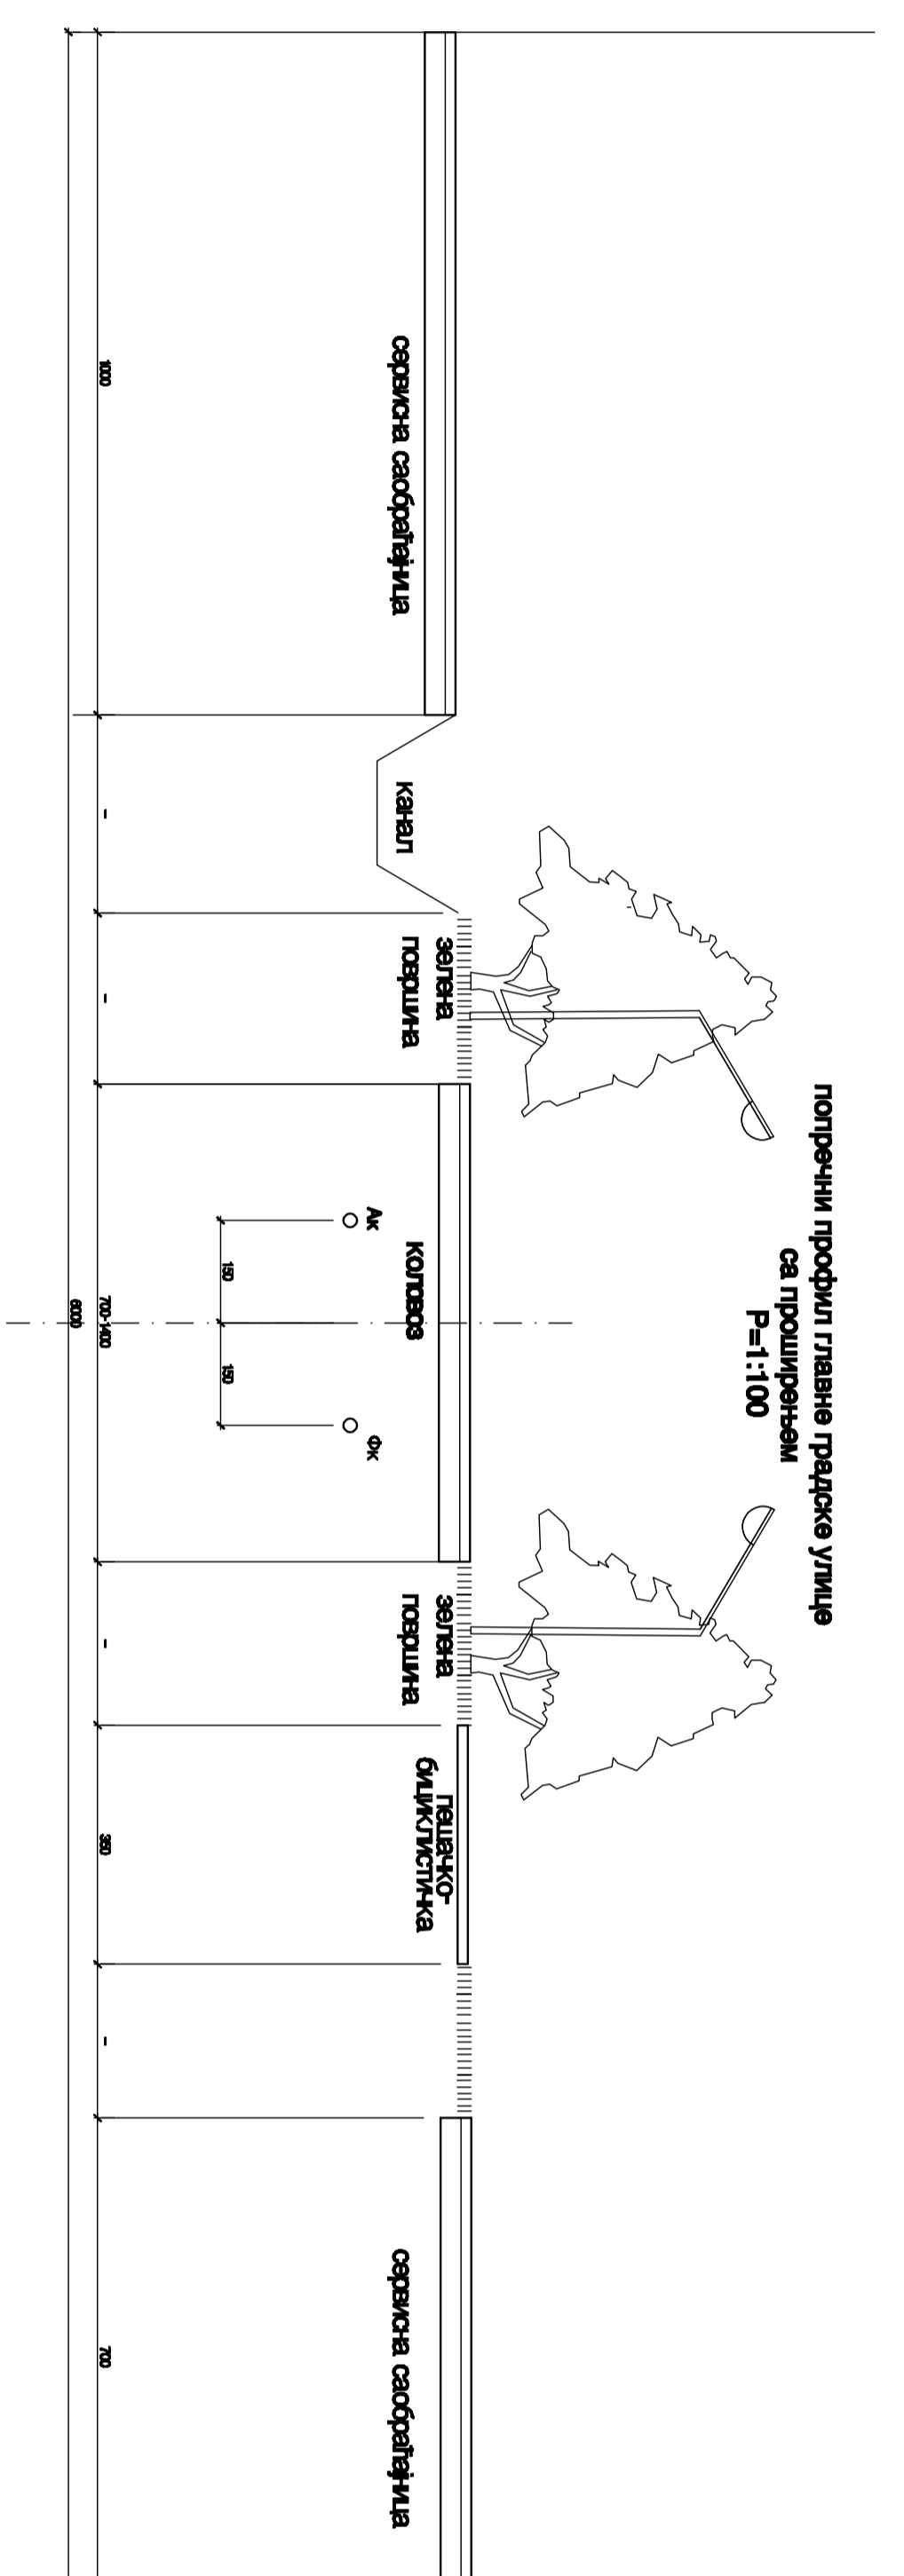 попречни профил главне градске улице
са проширењем
Р=1:100
сервисна саобраћајница
канал
зелена
површина
Ак
коловоз
Фк
зелена
површина
пешачко-
бициклистичка
сервисна саобраћајница
150
150
1000
-
-
700-1400
-
350
-
700
6000